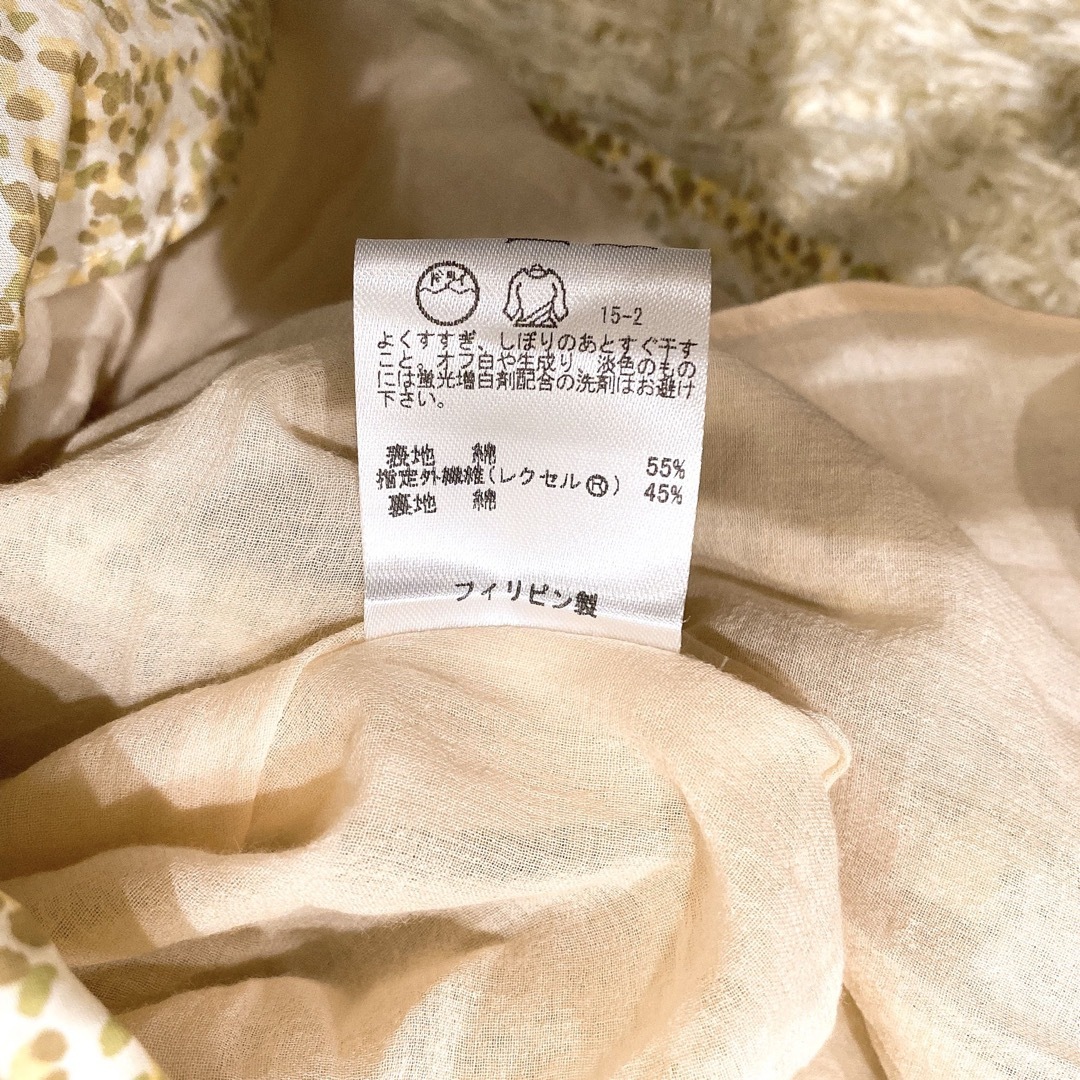 15-2
よくすすぎ、しぼりのあとすぐ干す
こと。オフ白や生成り 淡色のもの
には蛍光増白剤配合の洗剤はお避け
下さい。
表地 綿 55%
指定外繊維(レクセル®) 45%
裏地 綿
フィリピン製